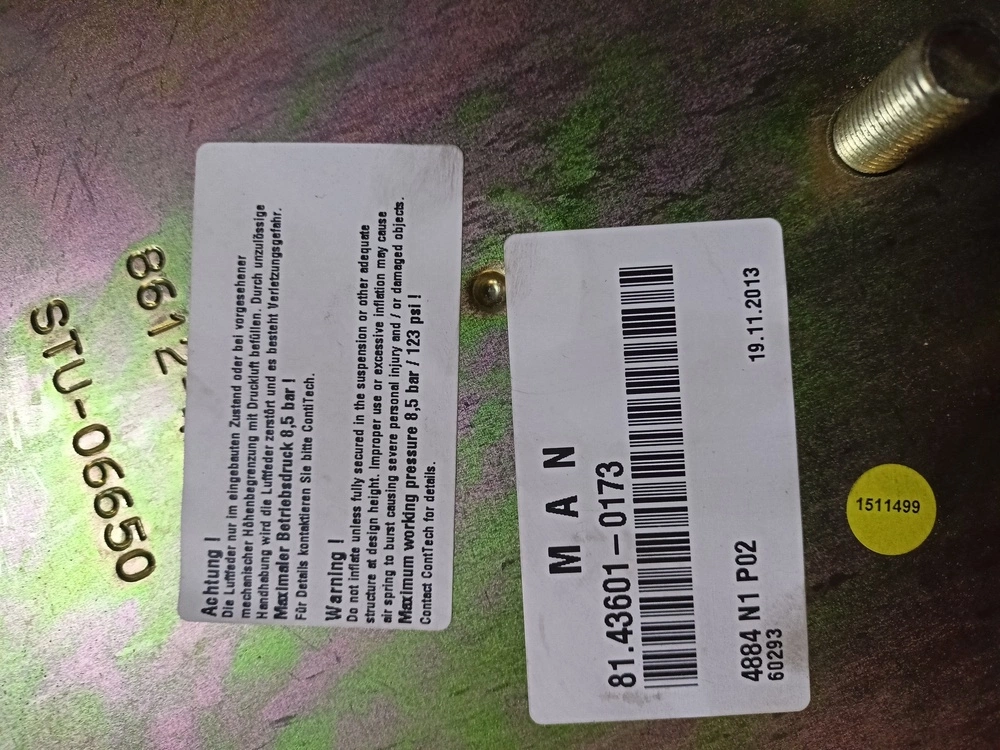 8612
STU-06650
Achtung !
Die Luftfeder nur im eingebauten Zustand oder bei vorgesehener
mechanischer Höhenbegrenzung mit Druckluft befüllen. Durch unzulössige
Handhabung wird die Luftfeder zerstört und es besteht Verletzungsgefahr.
Maximaler Betriebsdruck 8,5 bar !
Für Details kontaktieren Sie bitte ContiTech.
Warning !
Do not inflate unless fully secured in the suspension or other adequate
structure at design height. Improper use or excessive inflation may cause
air spring to burst causing severe personal injury and / or damaged objects.
Maximum working pressure 8,5 bar / 123 psi !
Contact ContiTech for details.
M A N
81.43601-0173
4884 N1 P02
60293
19.11.2013
1511499